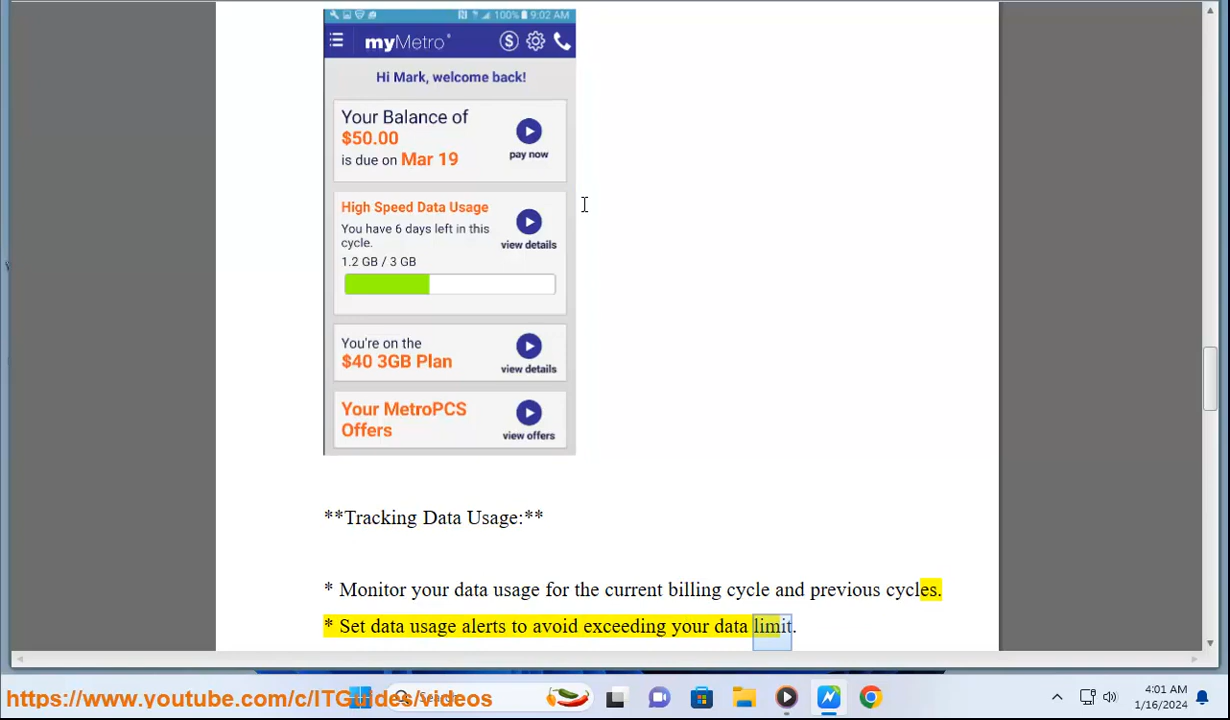 100% 9:02 AM
myMetro
Hi Mark, welcome back!
Your Balance of
$50.00
is due on Mar 19
pay now
High Speed Data Usage
You have 6 days left in this
cycle.
1.2 GB / 3 GB
view details
You're on the
$40 3GB Plan
view details
Your MetroPCS
Offers
view offers
**Tracking Data Usage:**
* Monitor your data usage for the current billing cycle and previous cycles.
* Set data usage alerts to avoid exceeding your data limit.
https://www.youtube.com/c/ITGuides/videos
4:01 AM
1/16/2024